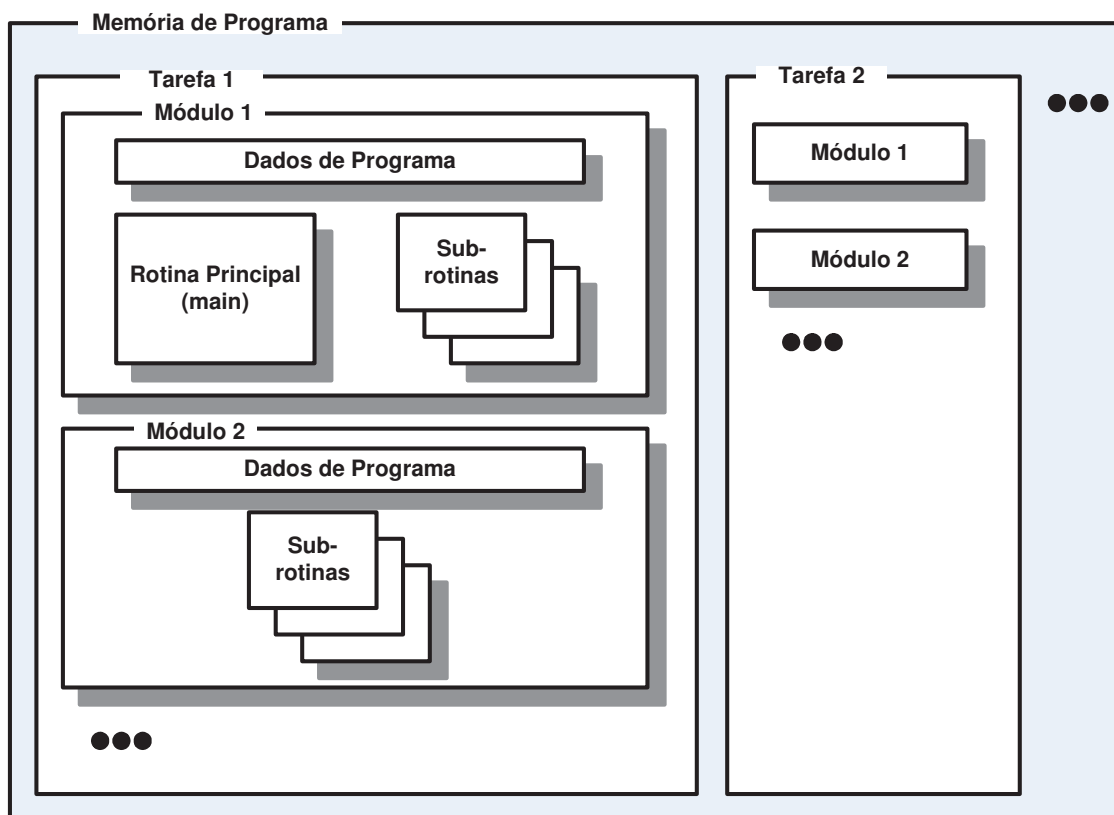 Memória de Programa
Tarefa 1
Módulo 1
Dados de Programa
Rotina Principal
(main)
Sub-
rotinas
Módulo 2
Dados de Programa
Sub-
rotinas
Tarefa 2
Módulo 1
Módulo 2